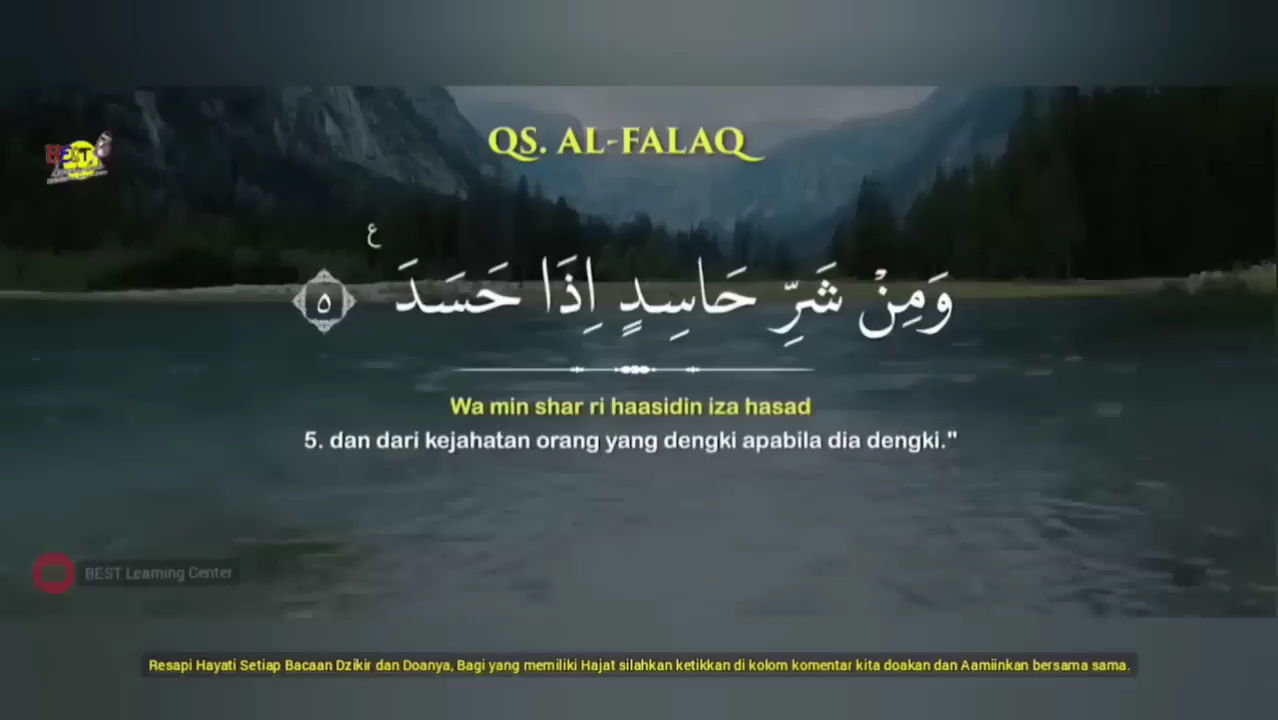 BEST
QS. AL-FALAQ
ع
وَمِنْ شَرِّ حَاسِدٍ اِذَا حَسَدَ ٥
Wa min shar ri haasidin iza hasad
5. dan dari kejahatan orang yang dengki apabila dia dengki."
BEST Learning Center
Resapi Hayati Setiap Bacaan Dzikir dan Doanya, Bagi yang memiliki Hajat silahkan ketikkan di kolom komentar kita doakan dan Aamiinkan bersama sama.